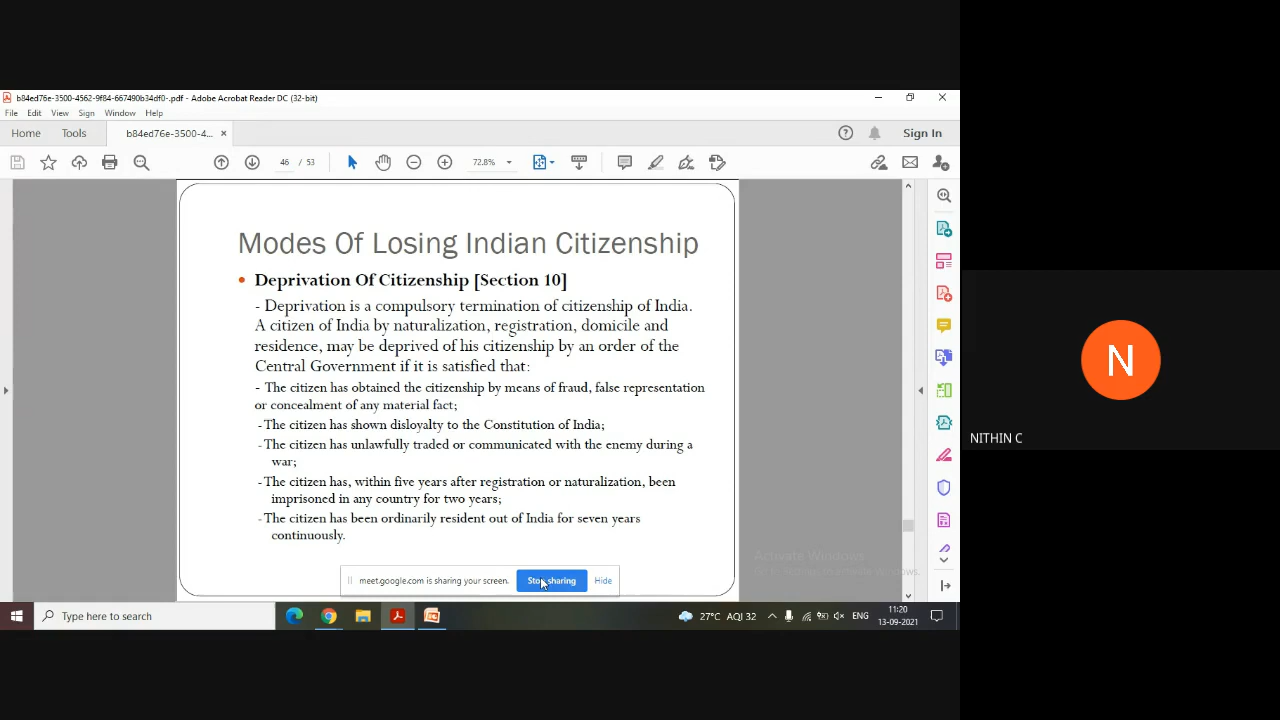 b84ed76e-3500-4562-9f84-667490b34df0-.pdf - Adobe Acrobat Reader DC (32-bit)
File Edit View Sign Window Help
Home Tools b84ed76e-3500-4... × Sign In
46 / 53 72.8%
Modes Of Losing Indian Citizenship
• Deprivation Of Citizenship [Section 10]
- Deprivation is a compulsory termination of citizenship of India.
A citizen of India by naturalization, registration, domicile and
residence, may be deprived of his citizenship by an order of the
Central Government if it is satisfied that:
- The citizen has obtained the citizenship by means of fraud, false representation
or concealment of any material fact;
- The citizen has shown disloyalty to the Constitution of India;
- The citizen has unlawfully traded or communicated with the enemy during a
war;
- The citizen has, within five years after registration or naturalization, been
imprisoned in any country for two years;
- The citizen has been ordinarily resident out of India for seven years
continuously.
Activate Windows
to activate Windows.
meet.google.com is sharing your screen. Stop sharing Hide
N
NITHIN C
Type here to search
27°C AQI 32 ENG
11:20
13-09-2021